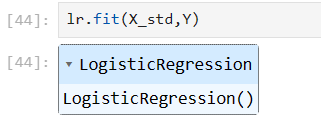 [44]: lr.fit(X_std,Y)
[44]: ▾ LogisticRegression
LogisticRegression()